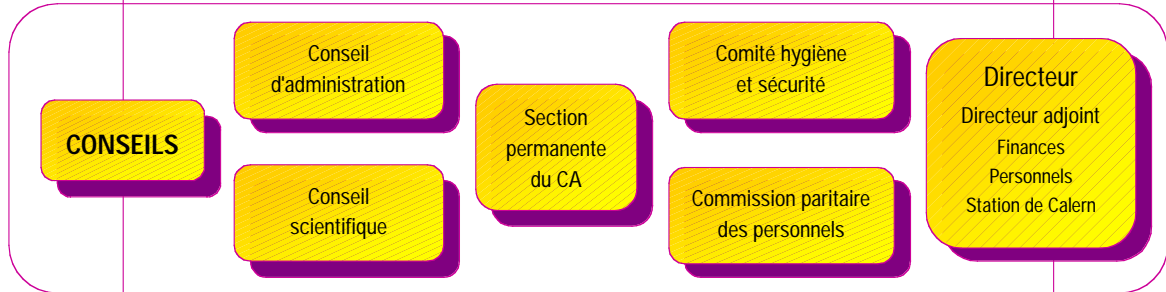 CONSEILS
Conseil
d'administration
Conseil
scientifique
Section
permanente
du CA
Comité hygiène
et sécurité
Commission paritaire
des personnels
Directeur
Directeur adjoint
Finances
Personnels
Station de Calern